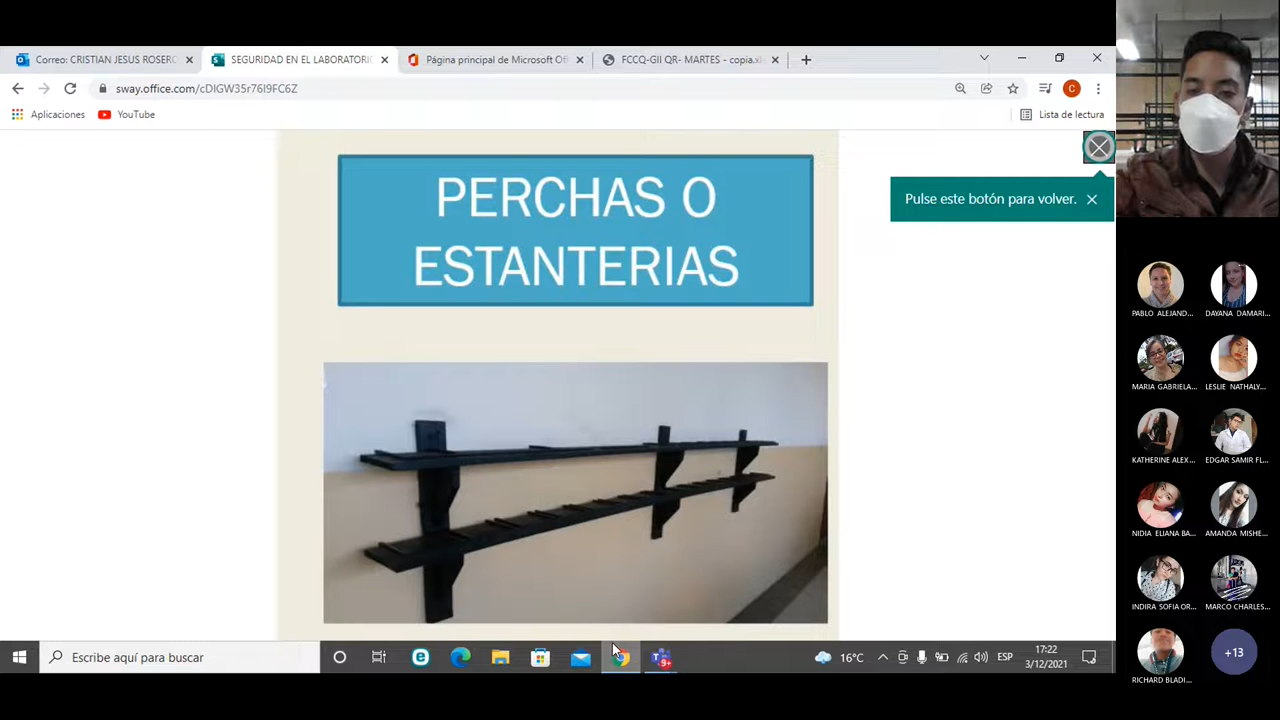 Correo: CRISTIAN JESUS ROSERO
SEGURIDAD EN EL LABORATORIO
Página principal de Microsoft Of
FCCQ-GII QR- MARTES - copia.xl
sway.office.com/cDIGW35r76I9FC6Z
C
Aplicaciones
YouTube
Lista de lectura
PERCHAS O
ESTANTERIAS
Pulse este botón para volver.
PABLO ALEJAND...
DAYANA DAMARI...
MARIA GABRIELA...
LESLIE NATHALY...
KATHERINE ALEX...
EDGAR SAMIR FL...
NIDIA ELIANA BA...
AMANDA MISHE...
INDIRA SOFIA OR...
MARCO CHARLES...
RICHARD BLADI...
+13
Escribe aquí para buscar
9+
16°C
ESP
17:22
3/12/2021